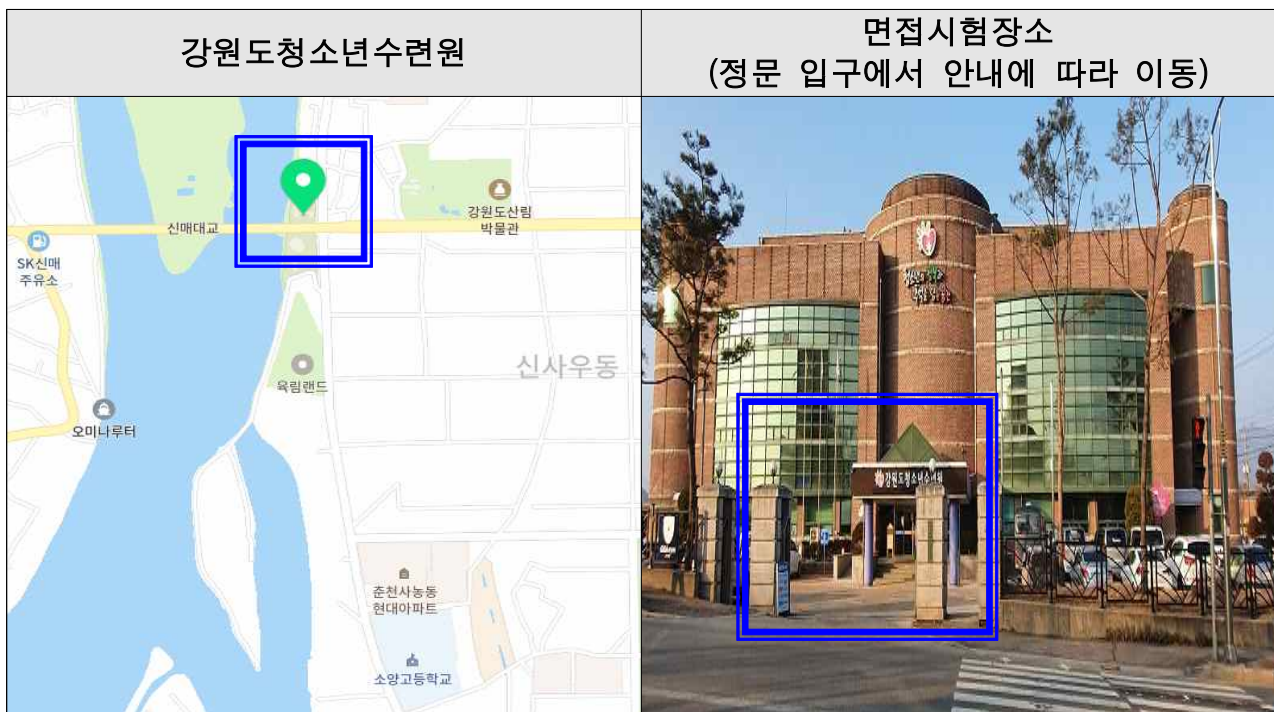 강원도청소년수련원
면접시험장소
(정문 입구에서 안내에 따라 이동)
신매대교
강원도산림
박물관
SK신매
주유소
신사우동
육림랜드
오미나루터
춘천사농동
현대아파트
소양고등학교
강원도청소년수련원